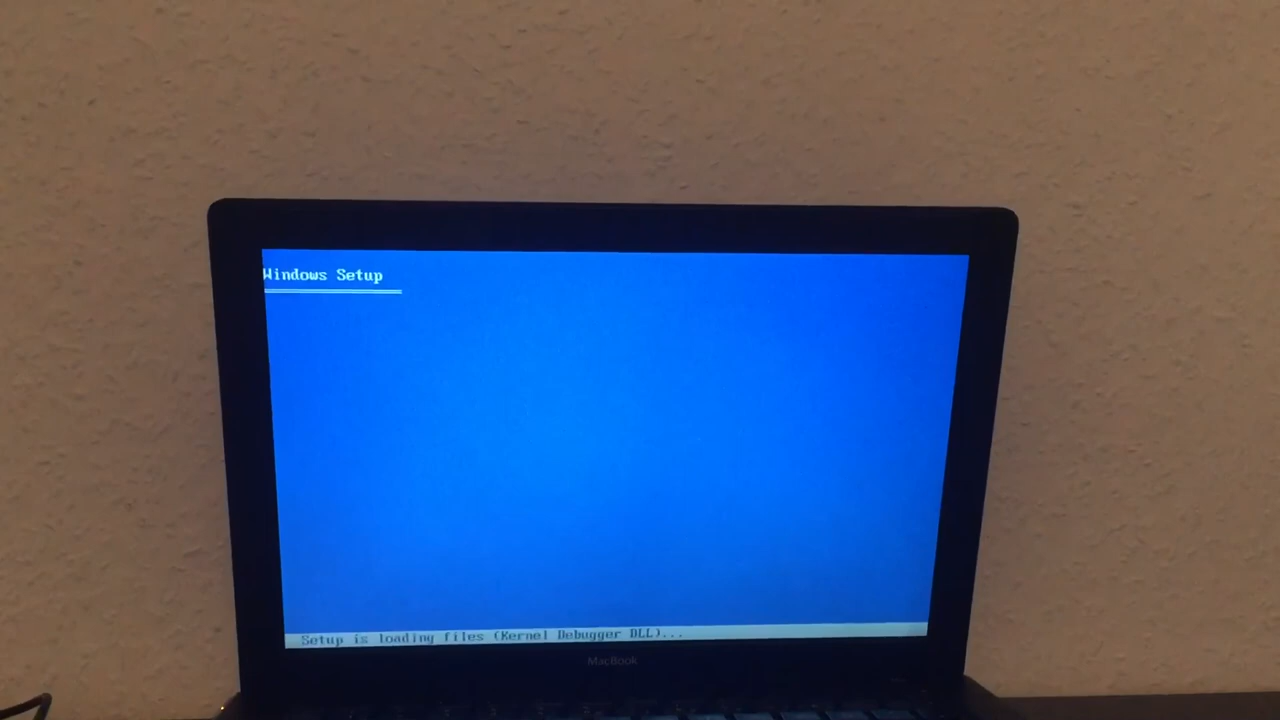 Windows Setup
Setup is loading files (Kernel Debugger DLL)...
MacBook